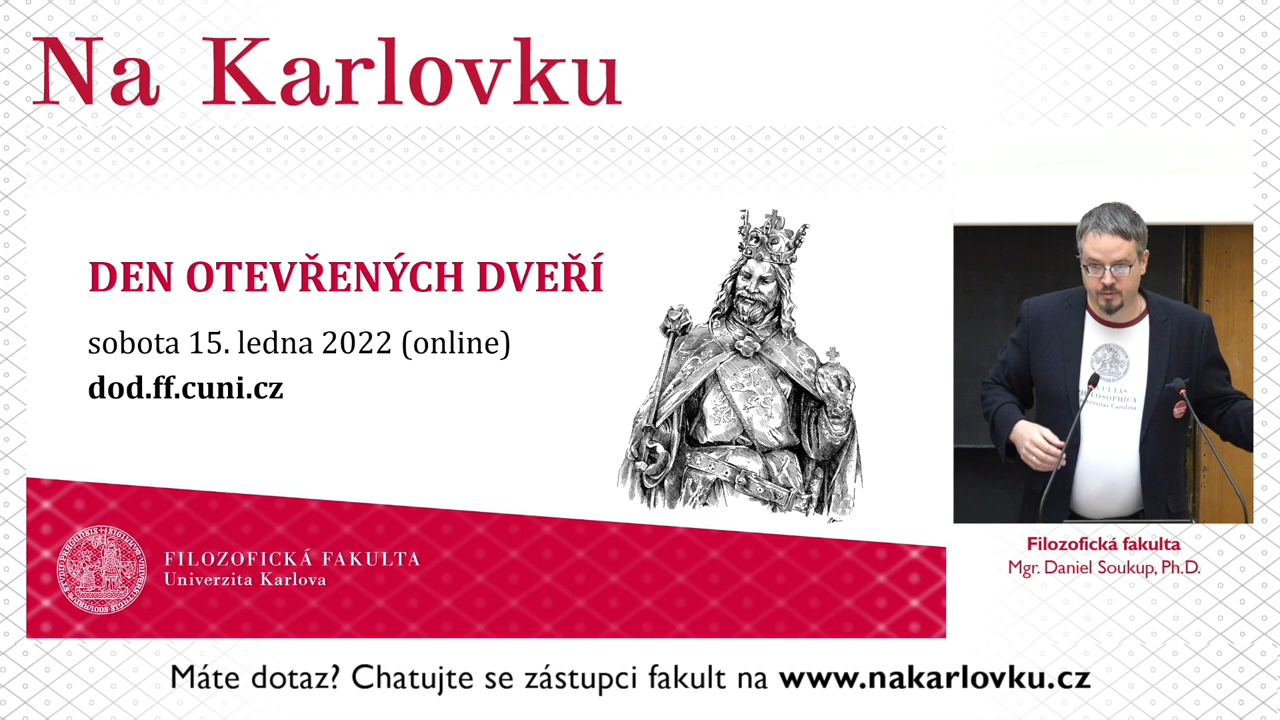 Na Karlovku
DEN OTEVŘENÝCH DVEŘÍ
sobota 15. ledna 2022 (online)
dod.ff.cuni.cz
FILOZOFICKÁ FAKULTA
Univerzita Karlova
Filozofická fakulta
Mgr. Daniel Soukup, Ph.D.
Máte dotaz? Chatujte se zástupci fakult na www.nakarlovku.cz